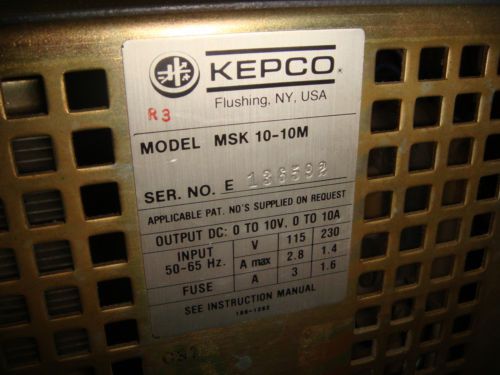 KEPCO®
Flushing, NY, USA
R3
MODEL MSK 10-10M
SER. NO. E 136592
APPLICABLE PAT. NO'S SUPPLIED ON REQUEST
OUTPUT DC: 0 TO 10V, 0 TO 10A
INPUT 50-65 Hz. V 115 230
A max 2.8 1.4
FUSE A 3 1.6
SEE INSTRUCTION MANUAL